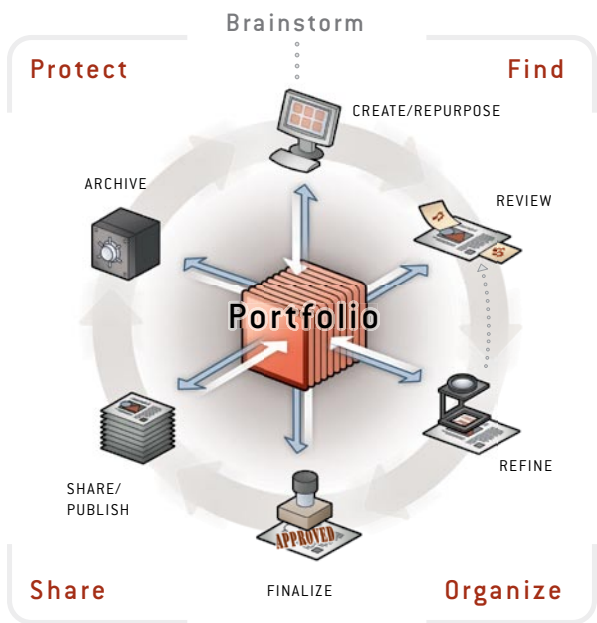 Brainstorm
Protect
Find
CREATE/REPURPOSE
ARCHIVE
REVIEW
Portfolio
REFINE
SHARE/
PUBLISH
APPROVED
FINALIZE
Share
Organize